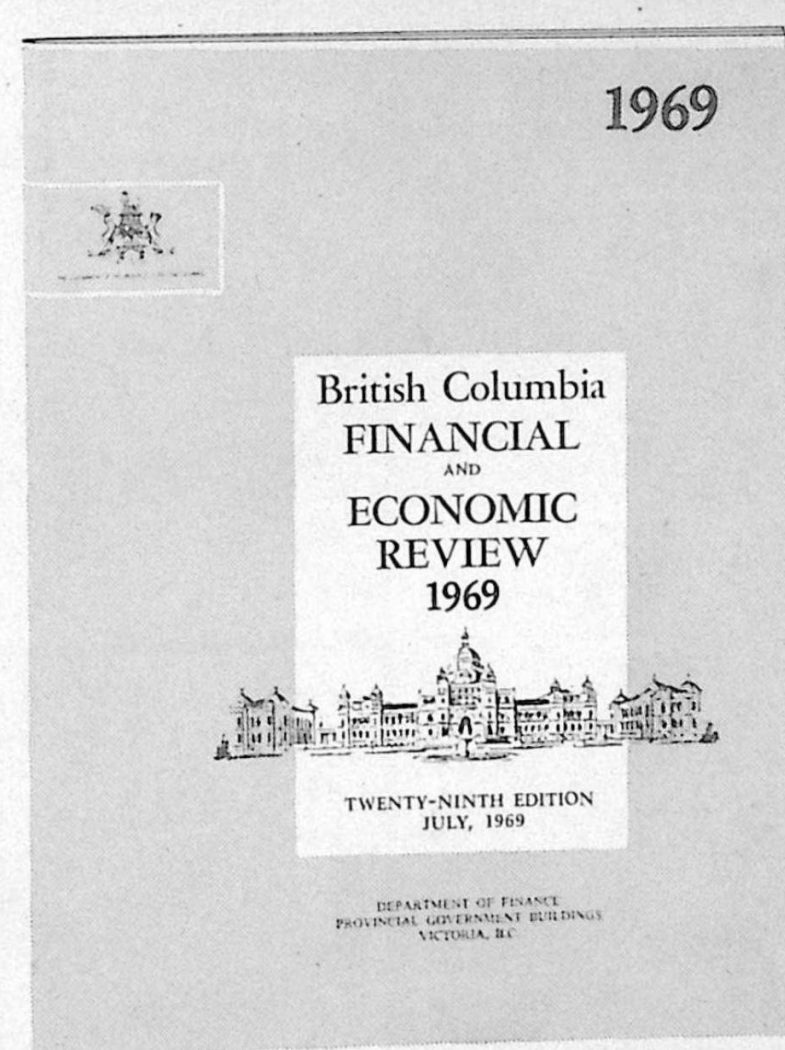 1969
British Columbia
FINANCIAL
AND
ECONOMIC
REVIEW
1969
TWENTY-NINTH EDITION
JULY, 1969
DEPARTMENT OF FINANCE
PROVINCIAL GOVERNMENT BUILDINGS
VICTORIA, B.C.